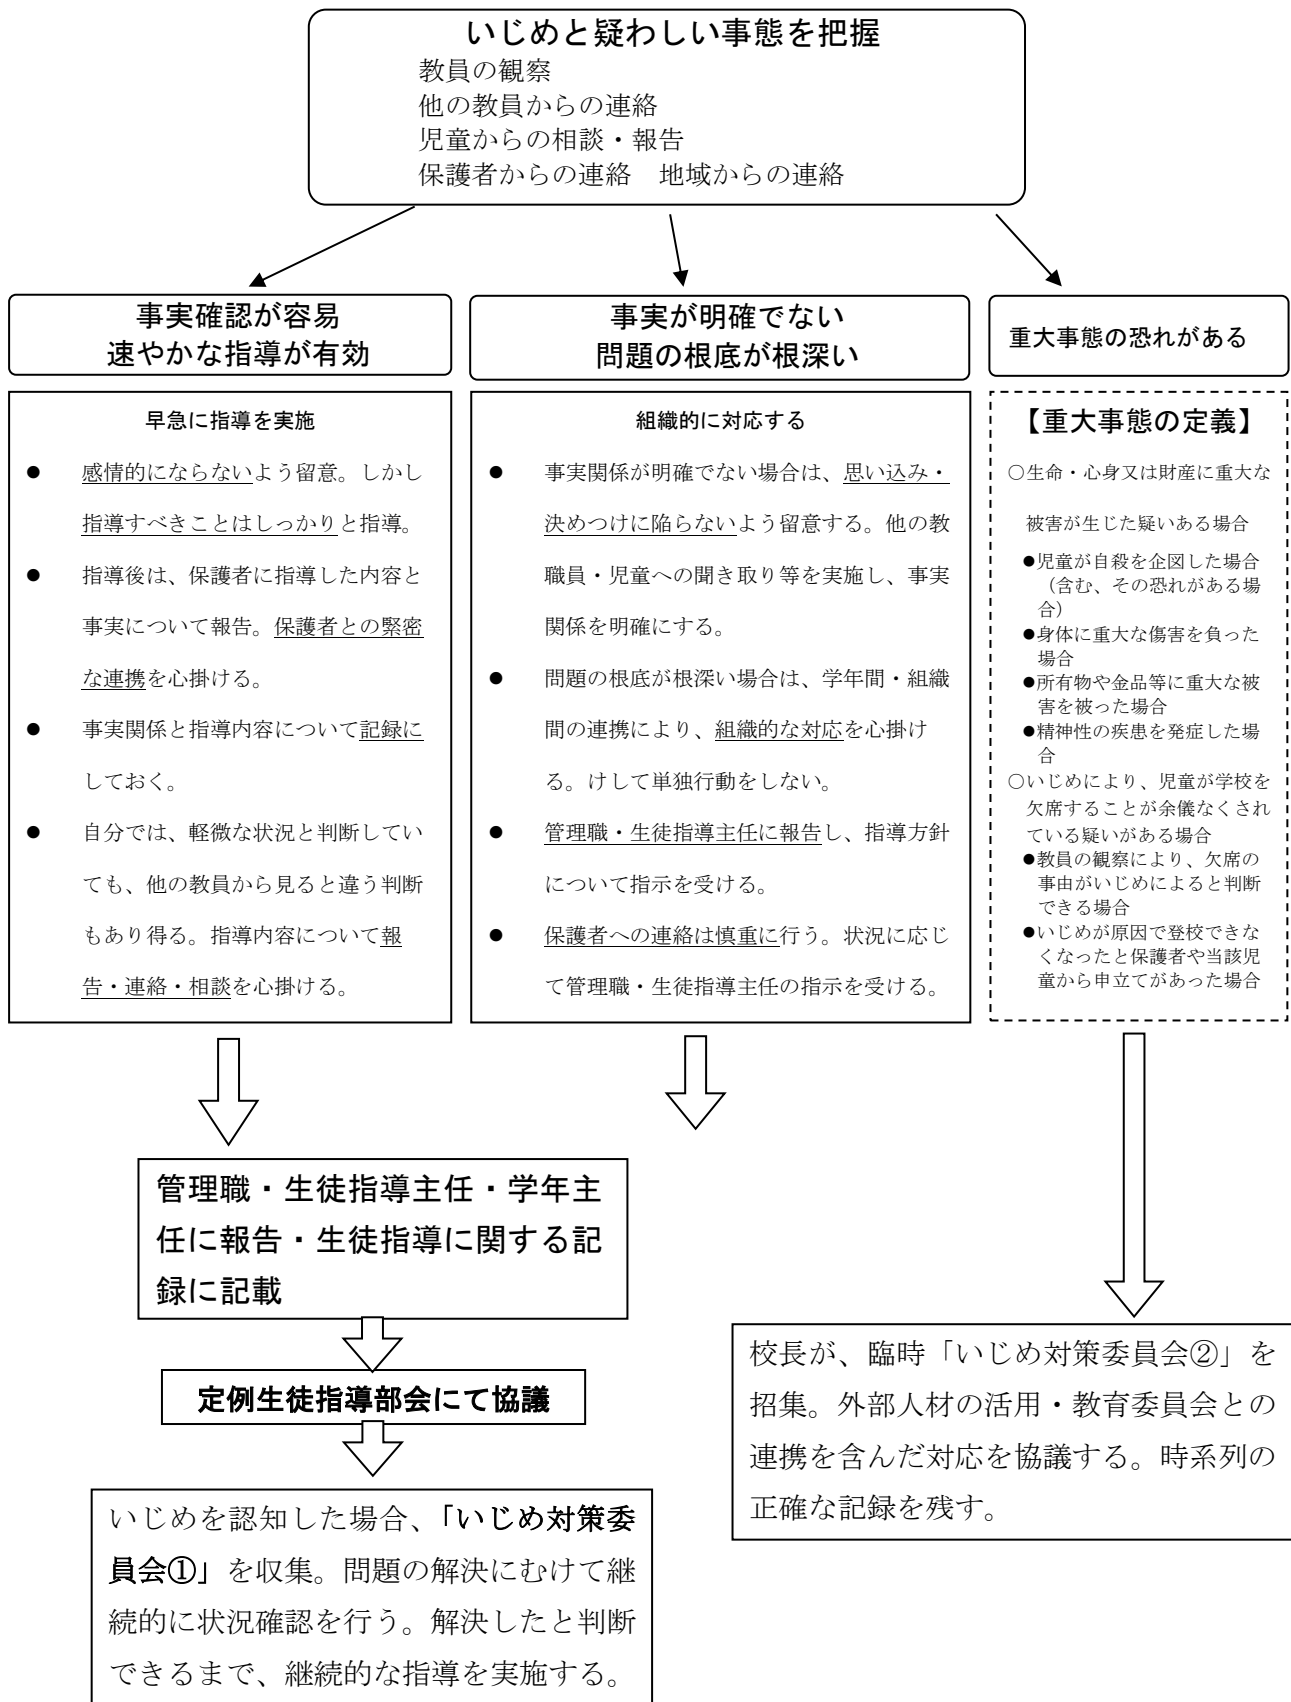 いじめと疑わしい事態を把握
教員の観察
他の教員からの連絡
児童からの相談・報告
保護者からの連絡　地域からの連絡
事実確認が容易
速やかな指導が有効
事実が明確でない
問題の根底が根深い
重大事態の恐れがある
早急に指導を実施
● 感情的にならないよう留意。しかし
指導すべきことはしっかりと指導。
● 指導後は、保護者に指導した内容と
事実について報告。保護者との緊密
な連携を心掛ける。
● 事実関係と指導内容について記録に
しておく。
● 自分では、軽微な状況と判断してい
ても、他の教員から見ると違う判断
もあり得る。指導内容について報
告・連絡・相談を心掛ける。
組織的に対応する
● 事実関係が明確でない場合は、思い込み・
決めつけに陥らないよう留意する。他の教
職員・児童への聞き取り等を実施し、事実
関係を明確にする。
● 問題の根底が根深い場合は、学年間・組織
間の連携により、組織的な対応を心掛け
る。けして単独行動をしない。
● 管理職・生徒指導主任に報告し、指導方針
について指示を受ける。
● 保護者への連絡は慎重に行う。状況に応じ
て管理職・生徒指導主任の指示を受ける。
【重大事態の定義】
○生命・心身又は財産に重大な
被害が生じた疑いある場合
●児童が自殺を企図した場合
（含む、その恐れがある場
合）
●身体に重大な傷害を負った
場合
●所有物や金品等に重大な被
害を被った場合
●精神性の疾患を発症した場
合
○いじめにより、児童が学校を
欠席することが余儀なくされ
ている疑いがある場合
●教員の観察により、欠席の
事由がいじめによると判断
できる場合
●いじめが原因で登校できな
くなったと保護者や当該児
童から申立てがあった場合
管理職・生徒指導主任・学年主
任に報告・生徒指導に関する記
録に記載
定例生徒指導部会にて協議
いじめを認知した場合、「いじめ対策委
員会①」を収集。問題の解決にむけて継
続的に状況確認を行う。解決したと判断
できるまで、継続的な指導を実施する。
校長が、臨時「いじめ対策委員会②」を
招集。外部人材の活用・教育委員会との
連携を含んだ対応を協議する。時系列の
正確な記録を残す。